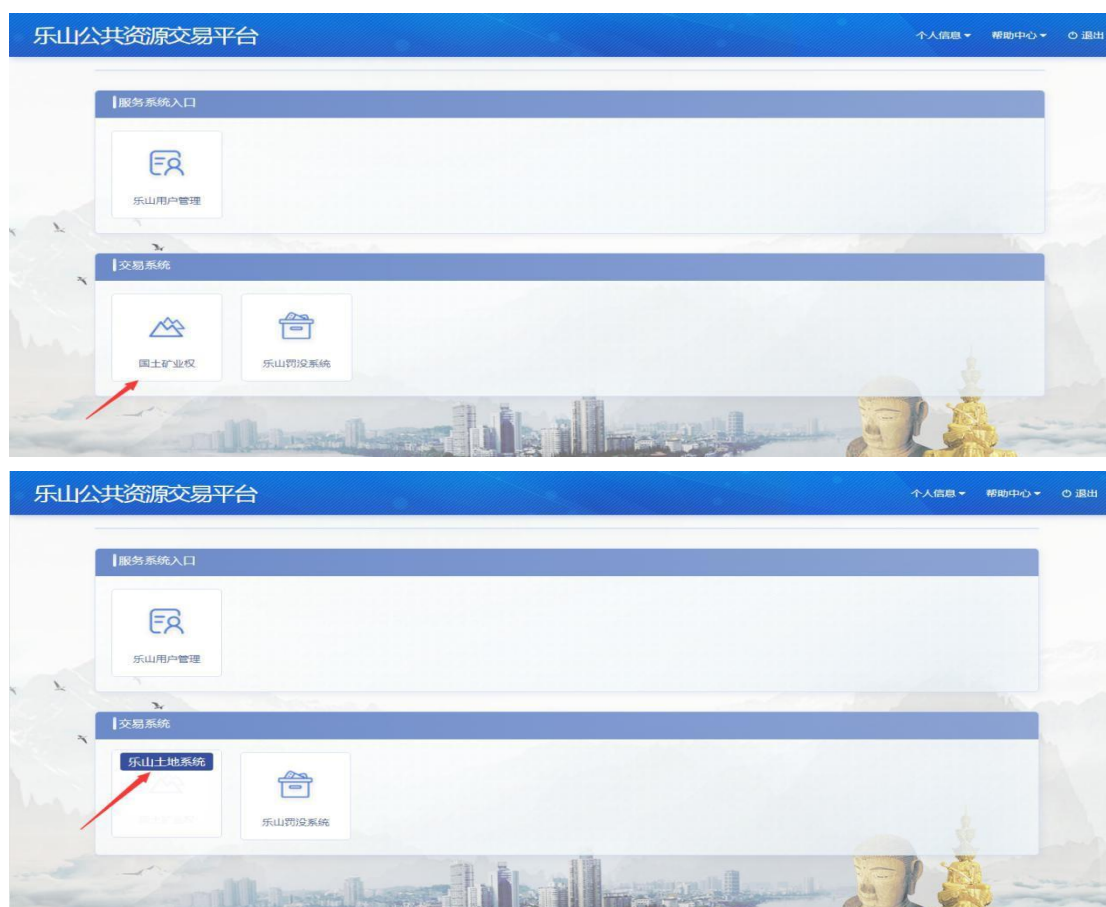 乐山公共资源交易平台 个人信息 帮助中心 退出
服务系统入口
乐山用户管理
交易系统
国土矿业权 乐山罚没系统
乐山公共资源交易平台 个人信息 帮助中心 退出
服务系统入口
乐山用户管理
交易系统
乐山土地系统
乐山罚没系统